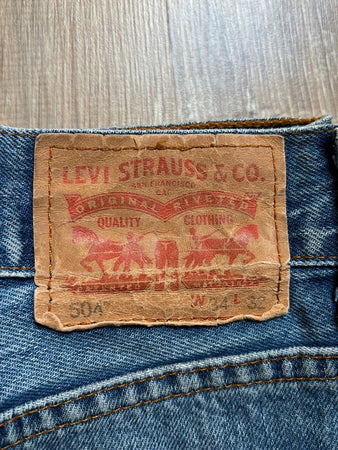 LEVI STRAUSS & CO.
SAN FRANCISCO
CAL
ORIGINAL RIVETED
QUALITY CLOTHING
504 W 34 L 32